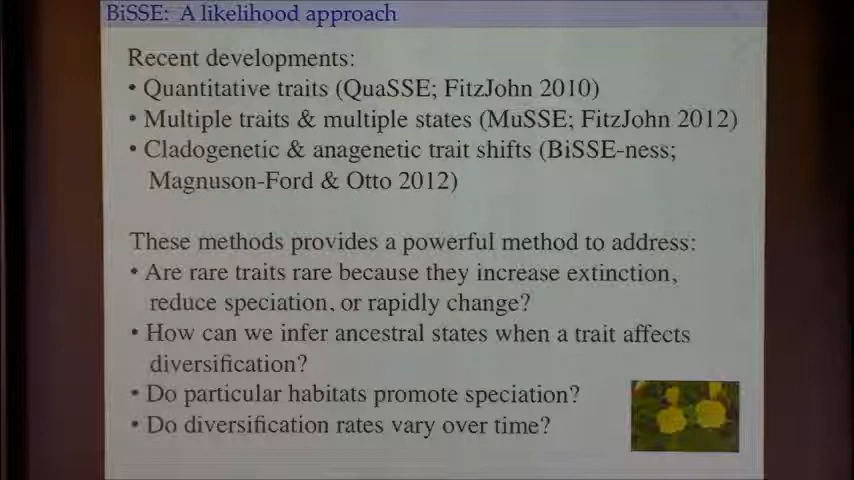 BiSSE: A likelihood approach
Recent developments:
• Quantitative traits (QuaSSE; FitzJohn 2010)
• Multiple traits & multiple states (MuSSE; FitzJohn 2012)
• Cladogenetic & anagenetic trait shifts (BiSSE-ness;
Magnuson-Ford & Otto 2012)
These methods provides a powerful method to address:
• Are rare traits rare because they increase extinction,
reduce speciation, or rapidly change?
• How can we infer ancestral states when a trait affects
diversification?
• Do particular habitats promote speciation?
• Do diversification rates vary over time?